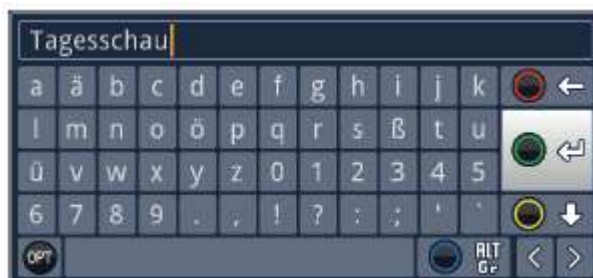 Tagesschau
a ä b c d e f g h i j k
l m n o ö p q r s ß t u
ü v w x y z 0 1 2 3 4 5
6 7 8 9 . , ! ? : ; ' `
OPT ALT Gr < >